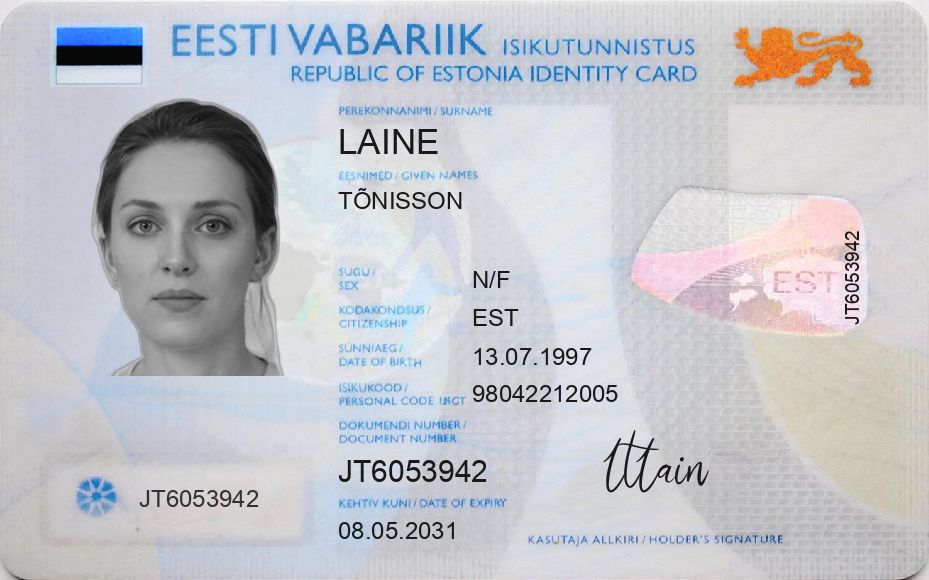 EESTI VABARIIK ISIKUTUNNISTUS
REPUBLIC OF ESTONIA IDENTITY CARD
PEREKONNANIMI / SURNAME
LAINE
EESNIMED / GIVEN NAMES
TÕNISSON
SUGU /
SEX
N/F
KODAKONDSUS /
CITIZENSHIP
EST
SÜNNIAEG /
DATE OF BIRTH
13.07.1997
ISIKUKOOD /
PERSONAL CODE
98042212005
DOKUMENDI NUMBER /
DOCUMENT NUMBER
JT6053942
KEHTIV KUNI / DATE OF EXPIRY
08.05.2031
JT6053942
EST
JT6053942
KASUTAJA ALLKIRI / HOLDER'S SIGNATURE